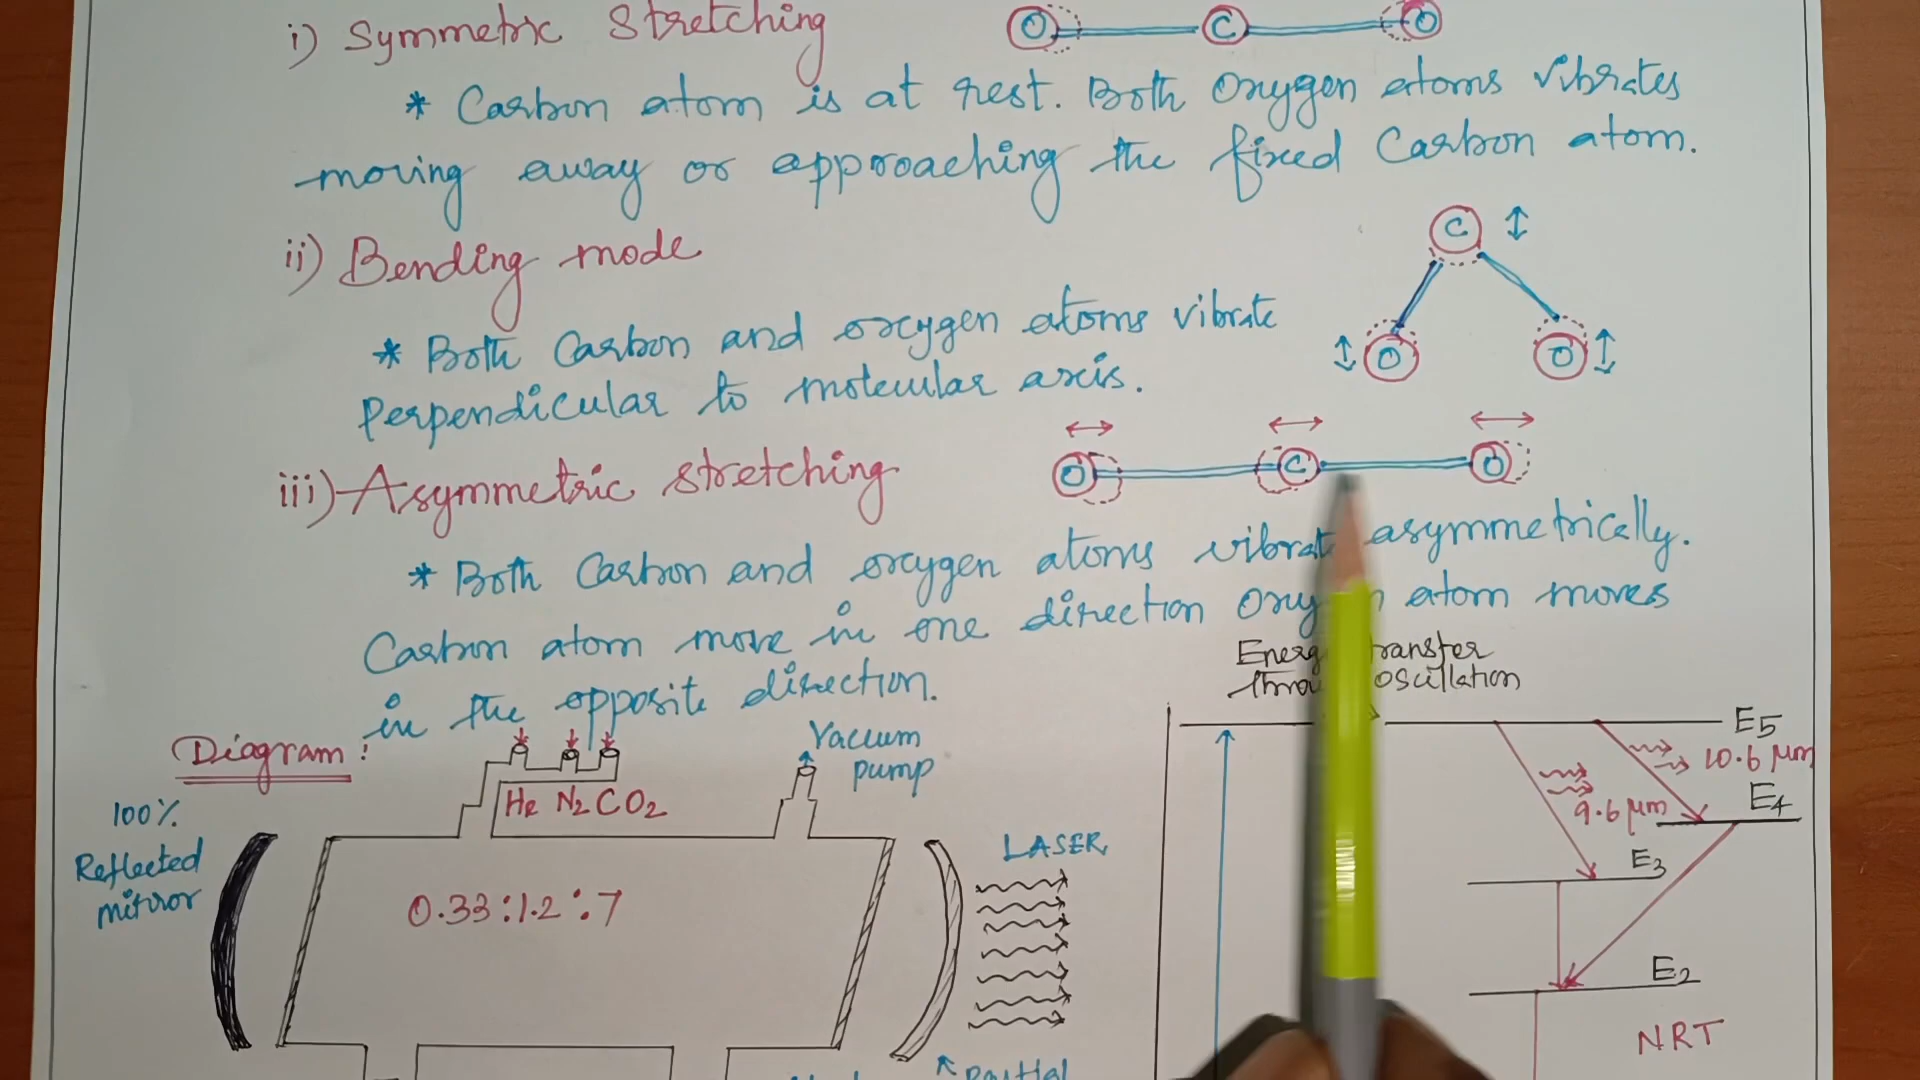 i) Symmetric Stretching
O C O
* Carbon atom is at rest. Both Oxygen atoms vibrates
moving away or approaching the fixed Carbon atom.
ii) Bending mode
C
* Both Carbon and oxygen atoms vibrate
O O
Perpendicular to molecular axis.
iii) Asymmetric stretching
O C O
* Both Carbon and oxygen atoms vibrat asymmetrically.
Carbon atom move in one direction atom moves
in the opposite direction.
transfer
oscillation
Diagram:
Vaccum
pump
He N2 CO2
100%
Reflected
mirror
0.33:1.2:7
LASER
E5
10.6 μm
E4
9.6 μm
E3
E2
NRT
Partial